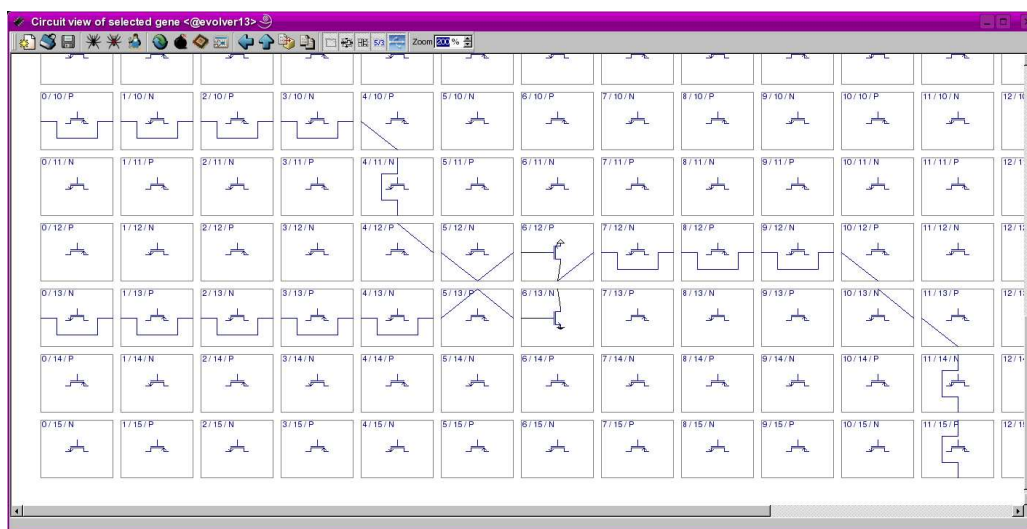 Circuit view of selected gene <@evolver13>
5/3 Zoom 200 %
0/10/P 1/10/N 2/10/P 3/10/N 4/10/P 5/10/N 6/10/P 7/10/N 8/10/P 9/10/N 10/10/P 11/10/N
0/11/N 1/11/P 2/11/N 3/11/P 4/11/N 5/11/P 6/11/N 7/11/P 8/11/N 9/11/P 10/11/N 11/11/P
0/12/P 1/12/N 2/12/P 3/12/N 4/12/P 5/12/N 6/12/P 7/12/N 8/12/P 9/12/N 10/12/P 11/12/N
0/13/N 1/13/P 2/13/N 3/13/P 4/13/N 5/13/P 6/13/N 7/13/P 8/13/N 9/13/P 10/13/N 11/13/P
0/14/P 1/14/N 2/14/P 3/14/N 4/14/P 5/14/N 6/14/P 7/14/N 8/14/P 9/14/N 10/14/P 11/14/N
0/15/N 1/15/P 2/15/N 3/15/P 4/15/N 5/15/P 6/15/N 7/15/P 8/15/N 9/15/P 10/15/N 11/15/P